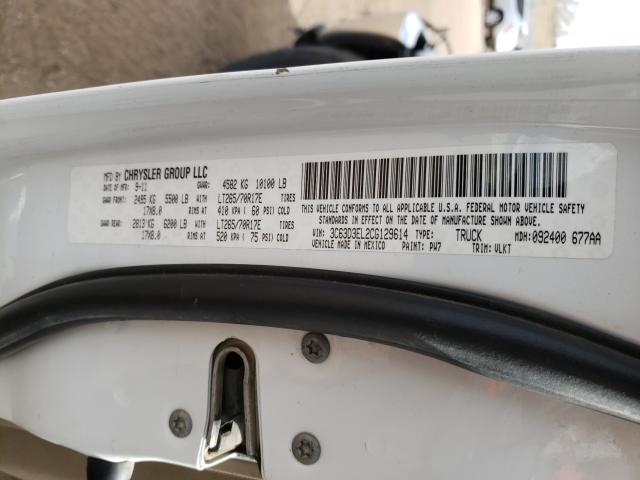 MFD BY CHRYSLER GROUP LLC
DATE OF MFR: 9-11 GVWR: 4582 KG 10100 LB
GAWR FRONT: 2495 KG 5500 LB LT265/70R17E TIRES
17X8.0 RIMS AT 410 KPA ( 60 PSI) COLD
GAWR REAR: 2813 KG 6200 LB LT265/70R17E TIRES
17X8.0 RIMS AT 520 KPA ( 75 PSI) COLD
THIS VEHICLE CONFORMS TO ALL APPLICABLE U.S.A. FEDERAL MOTOR VEHICLE SAFETY
STANDARDS IN EFFECT ON THE DATE OF MANUFACTURE SHOWN ABOVE.
VIN: 3C63D3EL2CG129614 TYPE: TRUCK MDH: 092400 677AA
VEHICLE MADE IN MEXICO PAINT: PW7 TRIM: VLKT